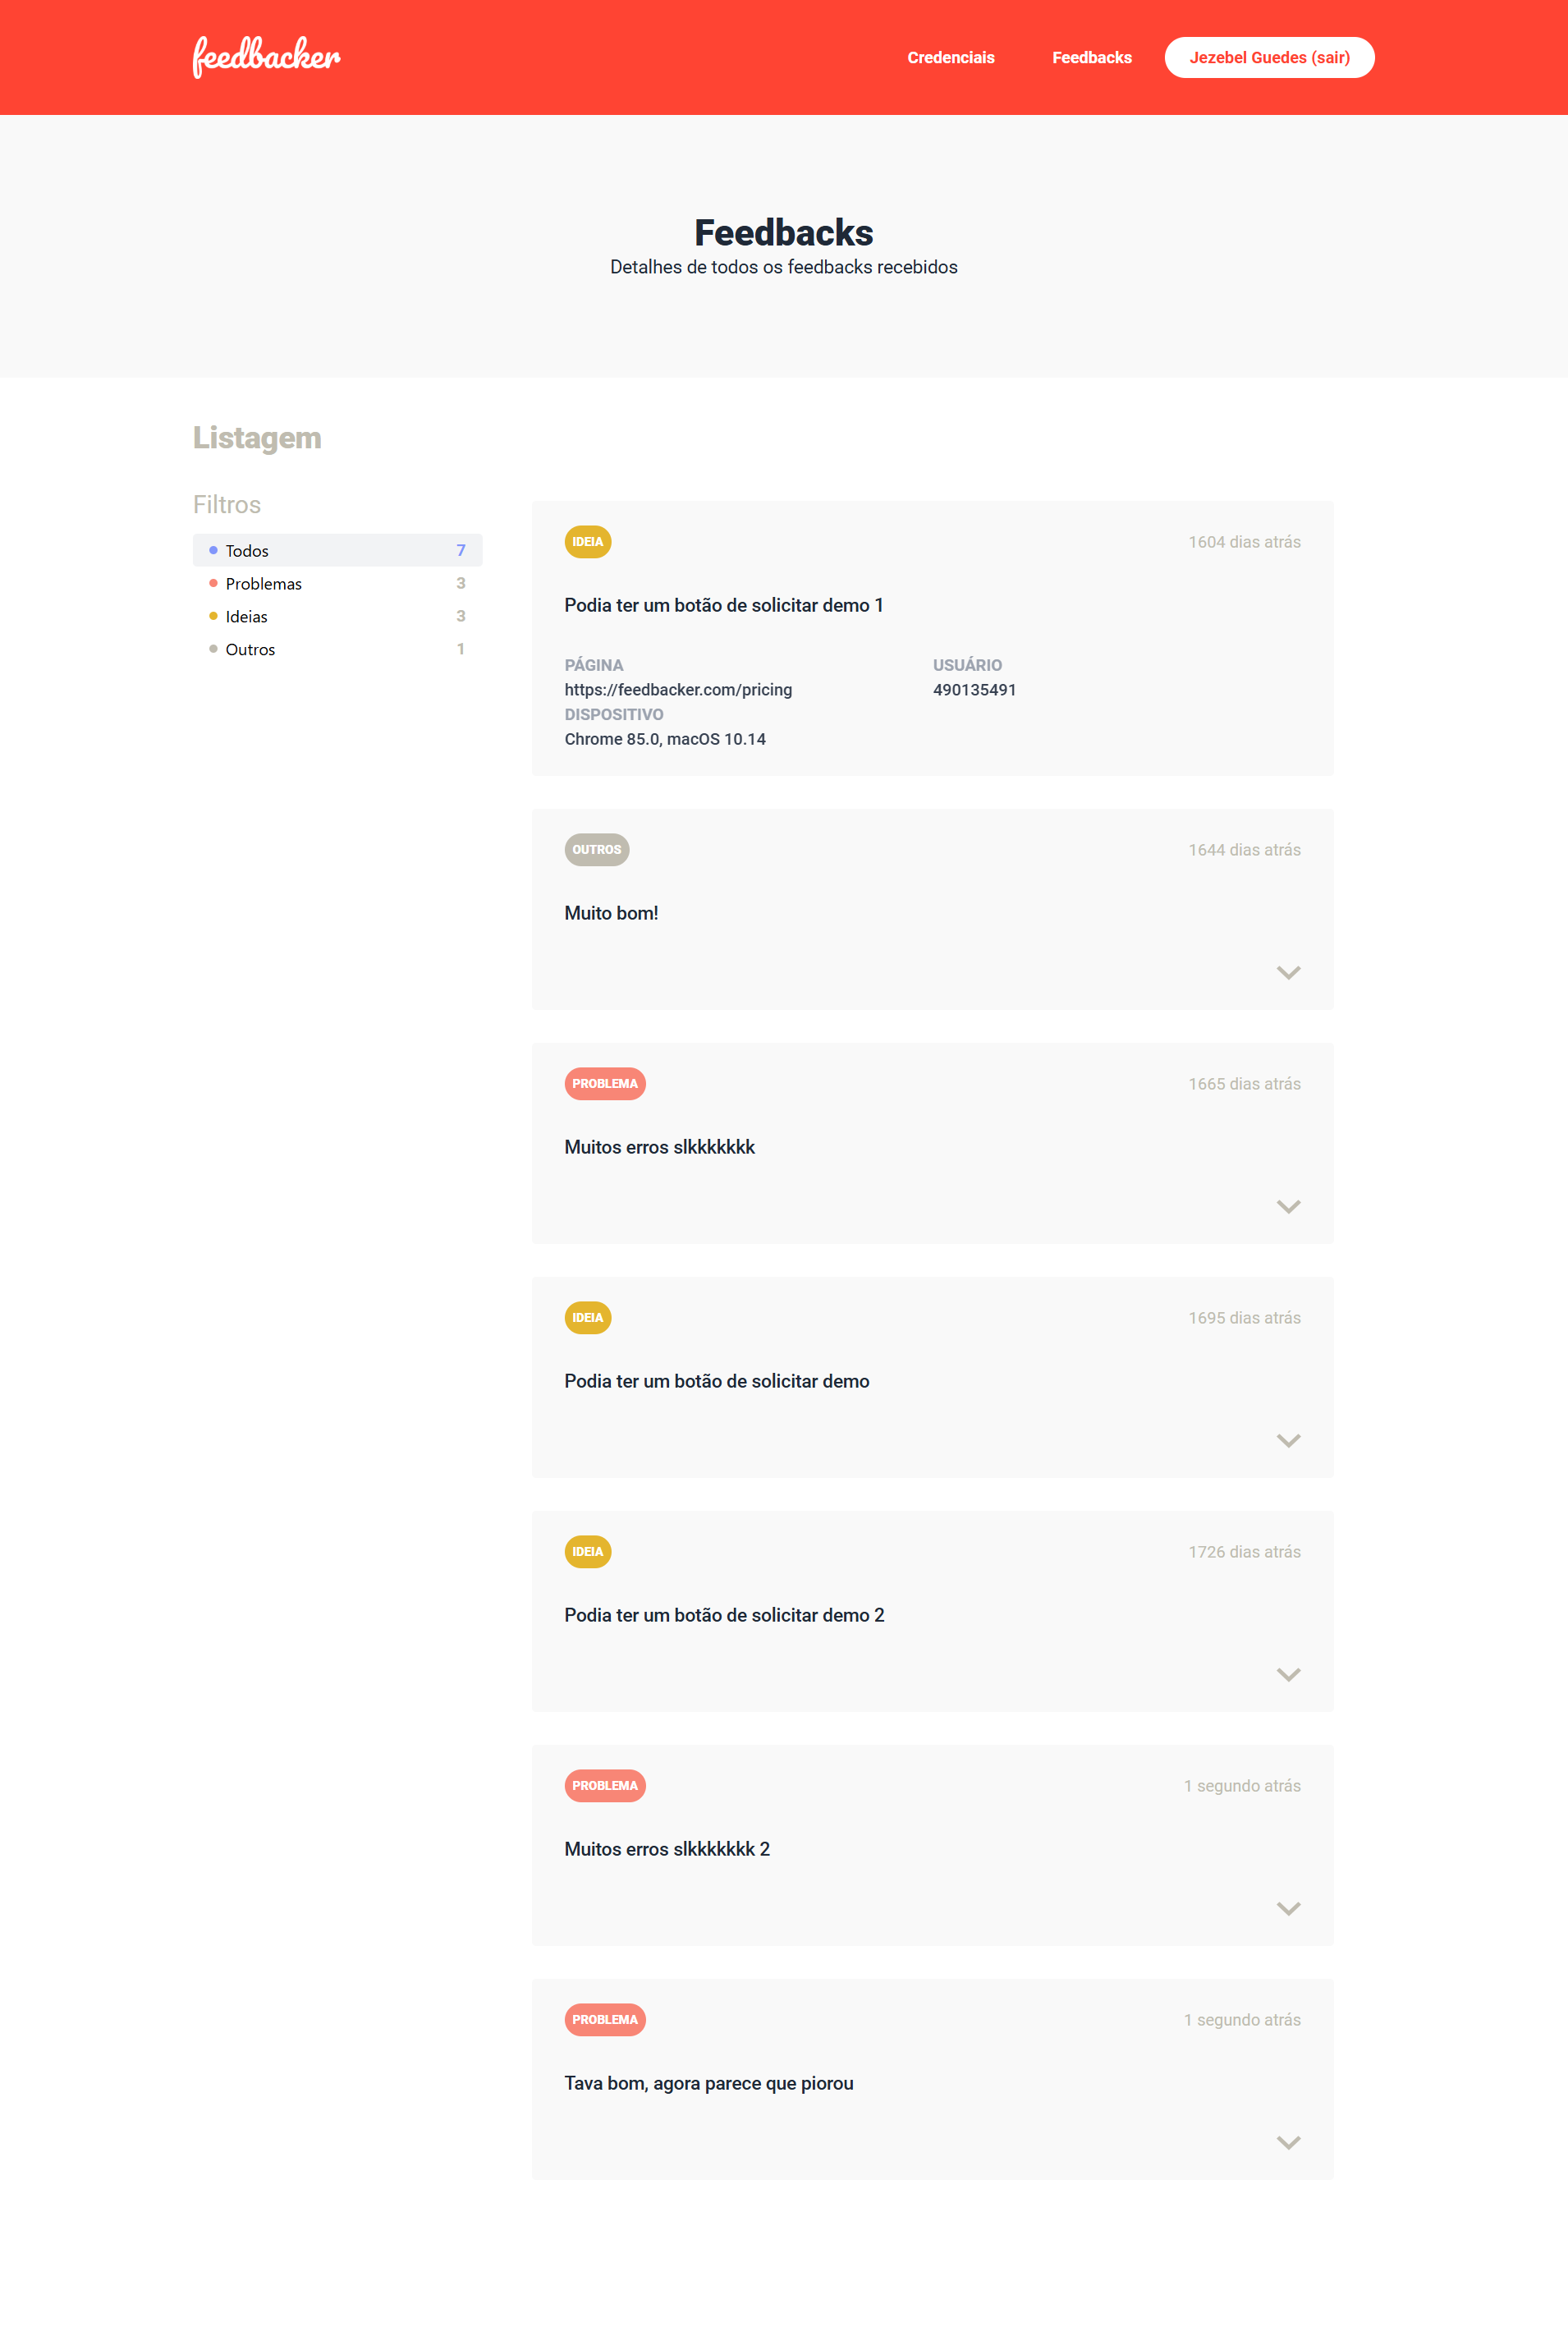 feedbacker
Credenciais
Feedbacks
Jezebel Guedes (sair)
Feedbacks
Detalhes de todos os feedbacks recebidos
Listagem
Filtros
Todos 7
Problemas 3
Ideias 3
Outros 1
IDEIA
1604 dias atrás
Podia ter um botão de solicitar demo 1
PÁGINA
https://feedbacker.com/pricing
USUÁRIO
490135491
DISPOSITIVO
Chrome 85.0, macOS 10.14
OUTROS
1644 dias atrás
Muito bom!
PROBLEMA
1665 dias atrás
Muitos erros slkkkkkkk
IDEIA
1695 dias atrás
Podia ter um botão de solicitar demo
IDEIA
1726 dias atrás
Podia ter um botão de solicitar demo 2
PROBLEMA
1 segundo atrás
Muitos erros slkkkkkkk 2
PROBLEMA
1 segundo atrás
Tava bom, agora parece que piorou